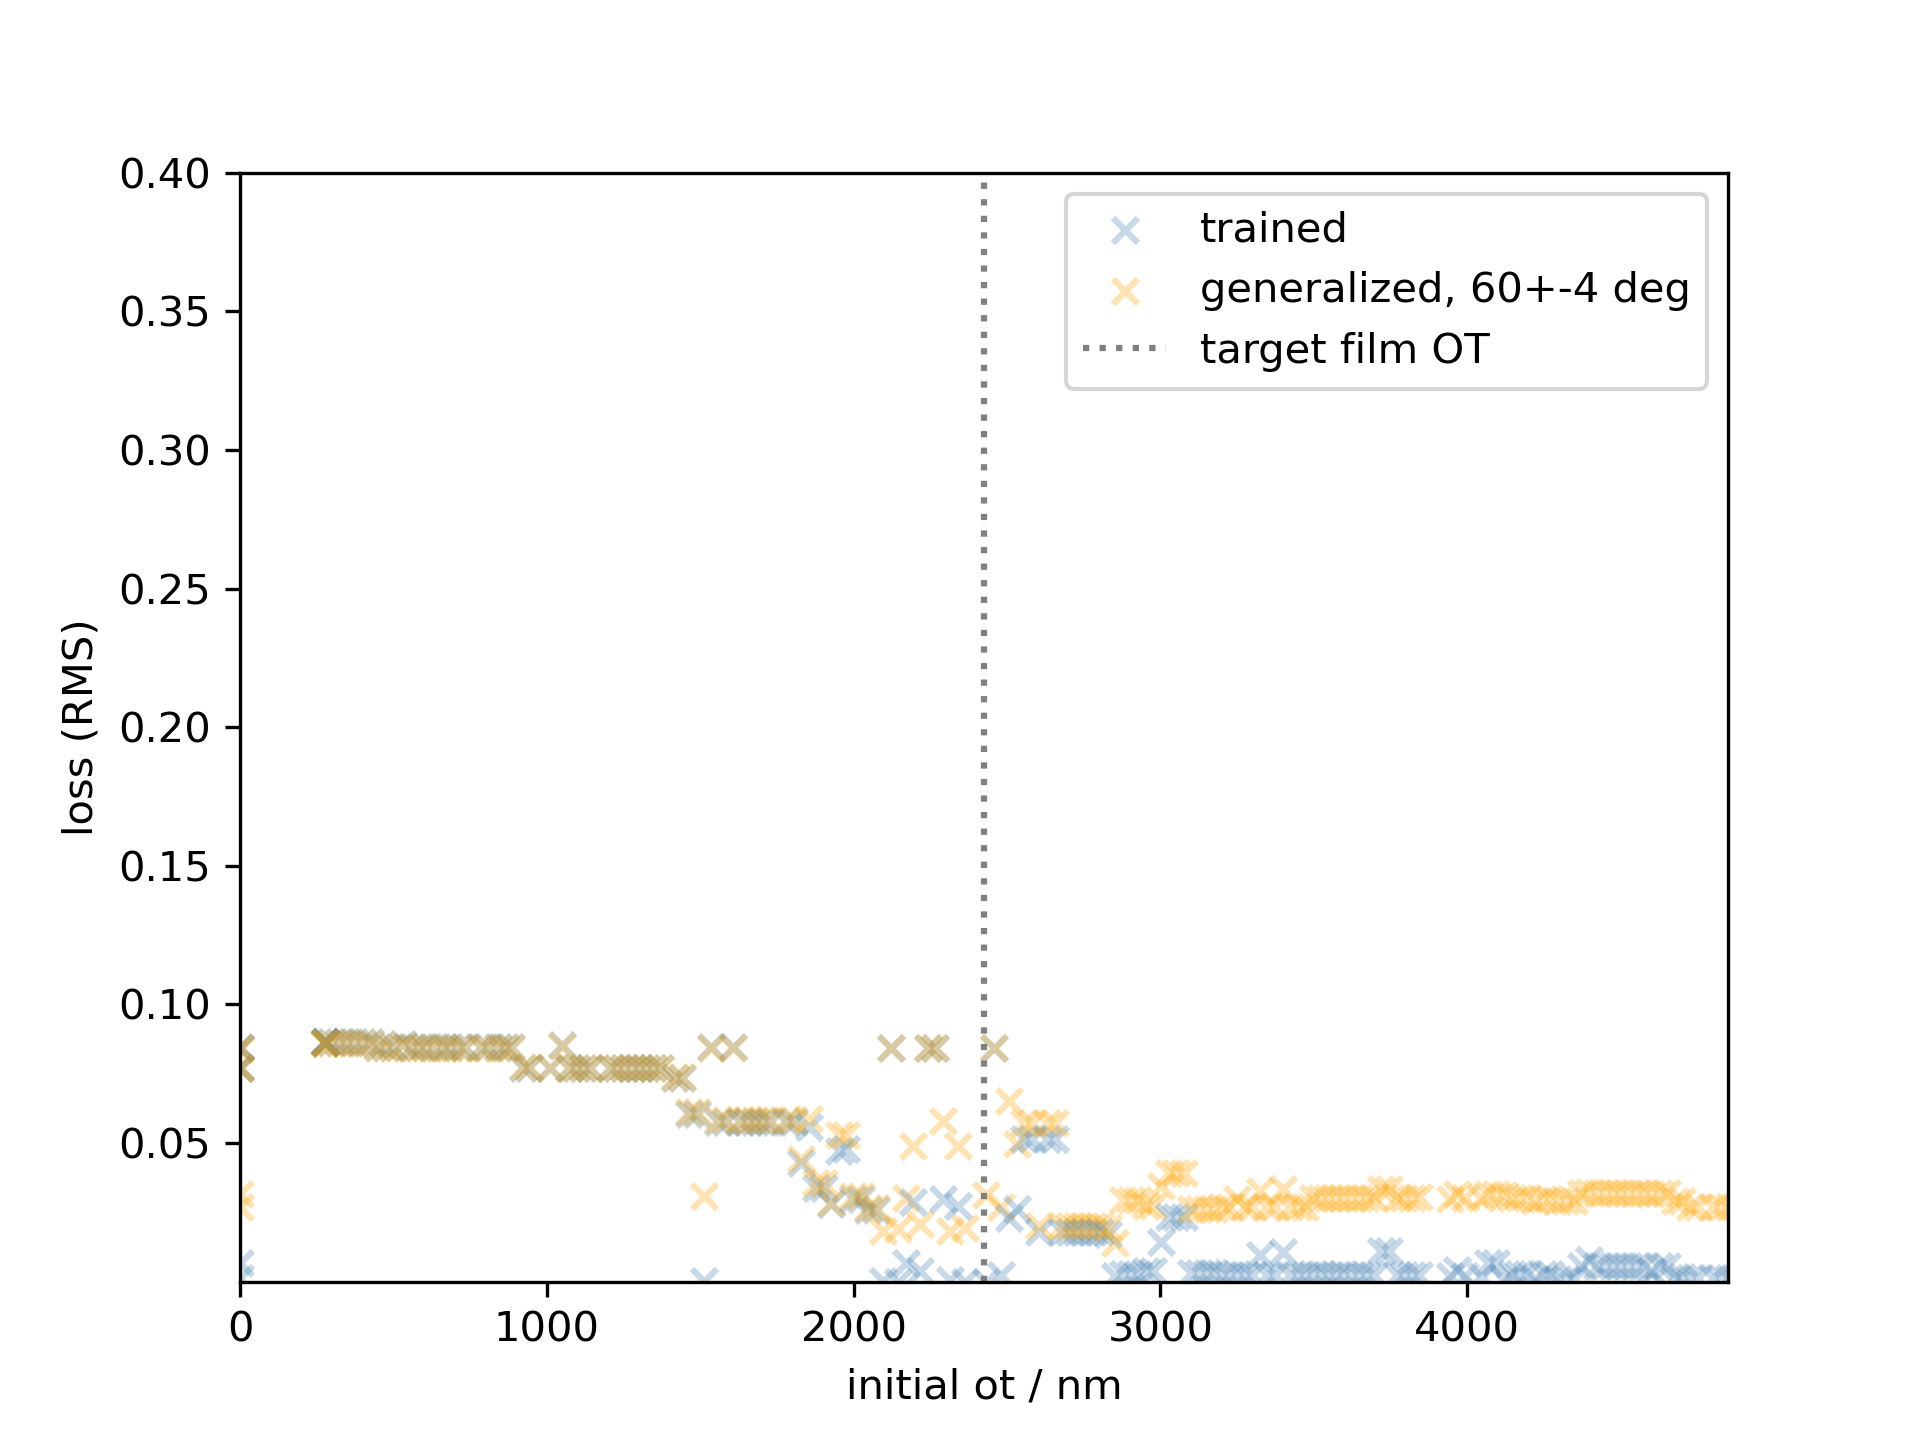 0.40
0.35
0.30
0.25
0.20
0.15
0.10
0.05
loss (RMS)
trained
generalized, 60+-4 deg
target film OT
0 1000 2000 3000 4000
initial ot / nm